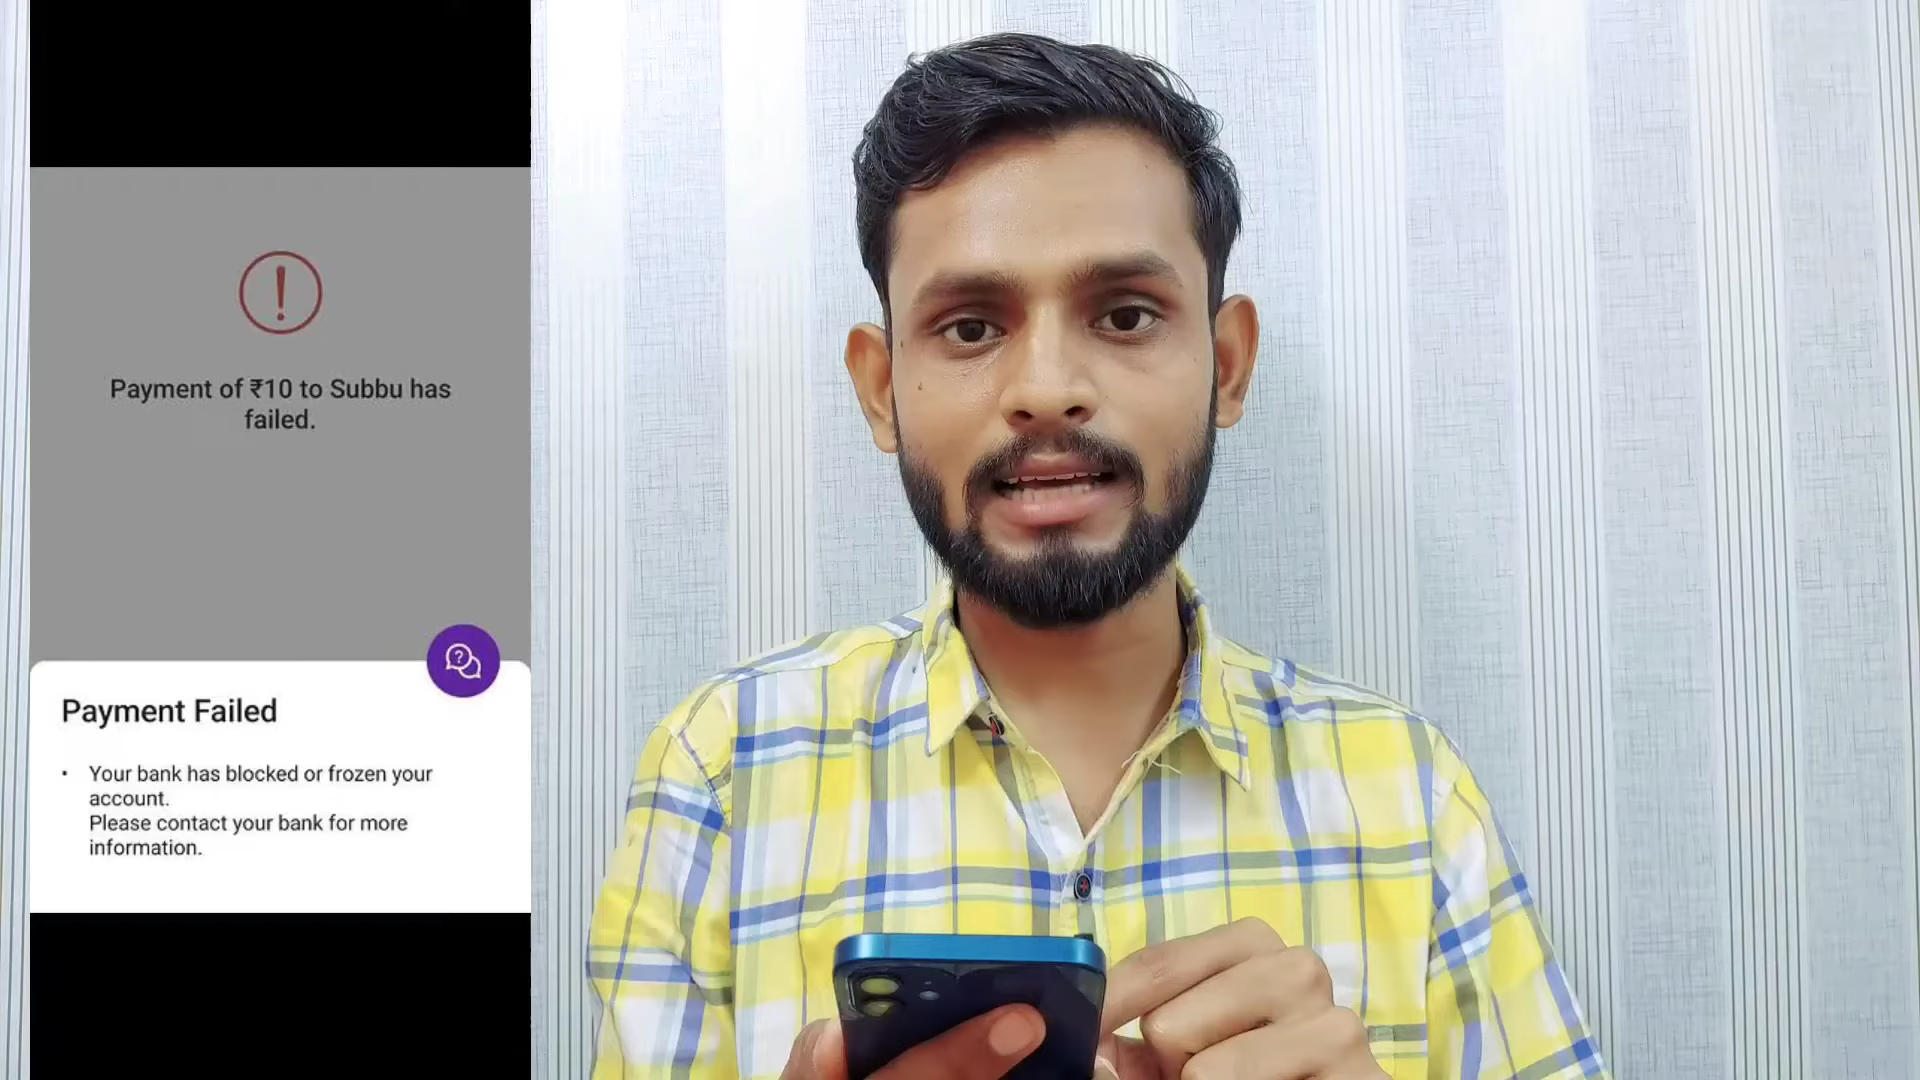 Payment of ₹10 to Subbu has
failed.
Payment Failed
• Your bank has blocked or frozen your
account.
Please contact your bank for more
information.